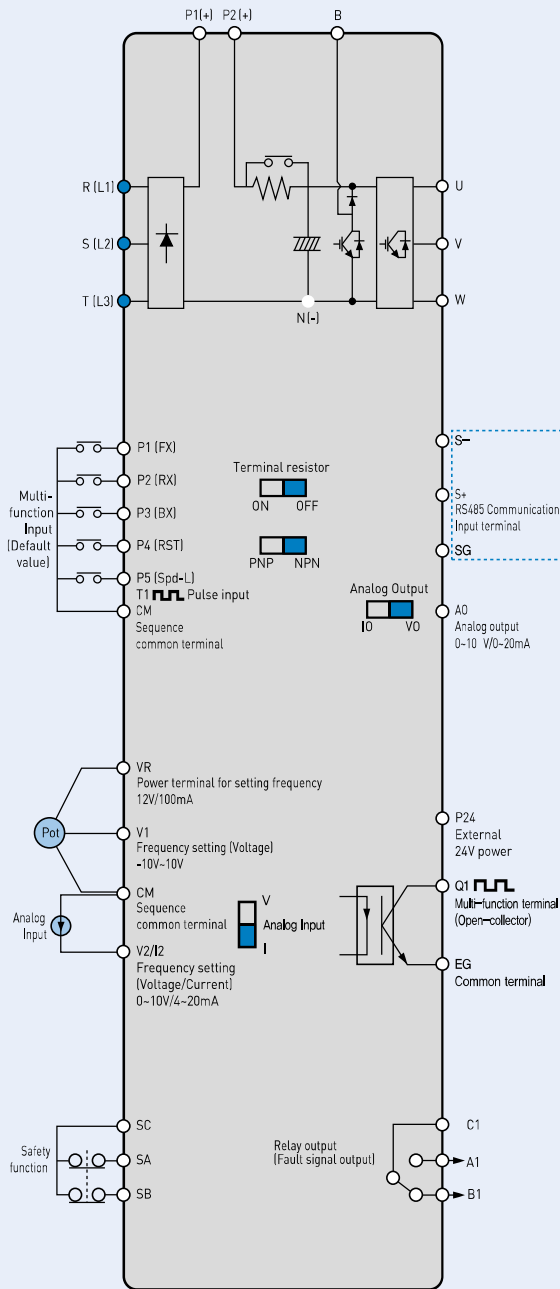 P1(+)
P2(+)
B
R (L1)
S (L2)
T (L3)
U
V
W
N(-)
Multi-
function
Input
(Default
value)
P1 (FX)
P2 (RX)
P3 (BX)
P4 (RST)
P5 (Spd-L)
T1 Pulse input
CM
Sequence
common terminal
Terminal resistor
ON OFF
PNP NPN
Analog Output
IO VO
S-
S+
RS485 Communication
Input terminal
SG
AO
Analog output
0~10 V/0~20mA
Pot
VR
Power terminal for setting frequency
12V/100mA
V1
Frequency setting (Voltage)
-10V~10V
CM
Sequence
common terminal
Analog
Input
V2/I2
Frequency setting
(Voltage/Current)
0~10V/4~20mA
V
Analog Input
I
P24
External
24V power
Q1
Multi-function terminal
(Open-collector)
EG
Common terminal
Safety
function
SC
SA
SB
Relay output
(Fault signal output)
C1
A1
B1